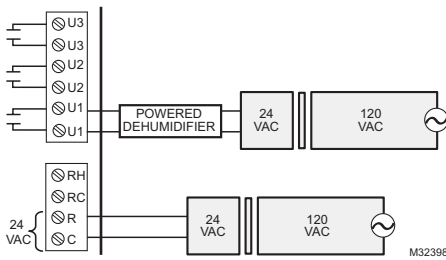 U3
U3
U2
U2
U1
U1
POWERED
DEHUMIDIFIER
24
VAC
120
VAC
RH
RC
R
C
24
VAC
24
VAC
120
VAC
M32398